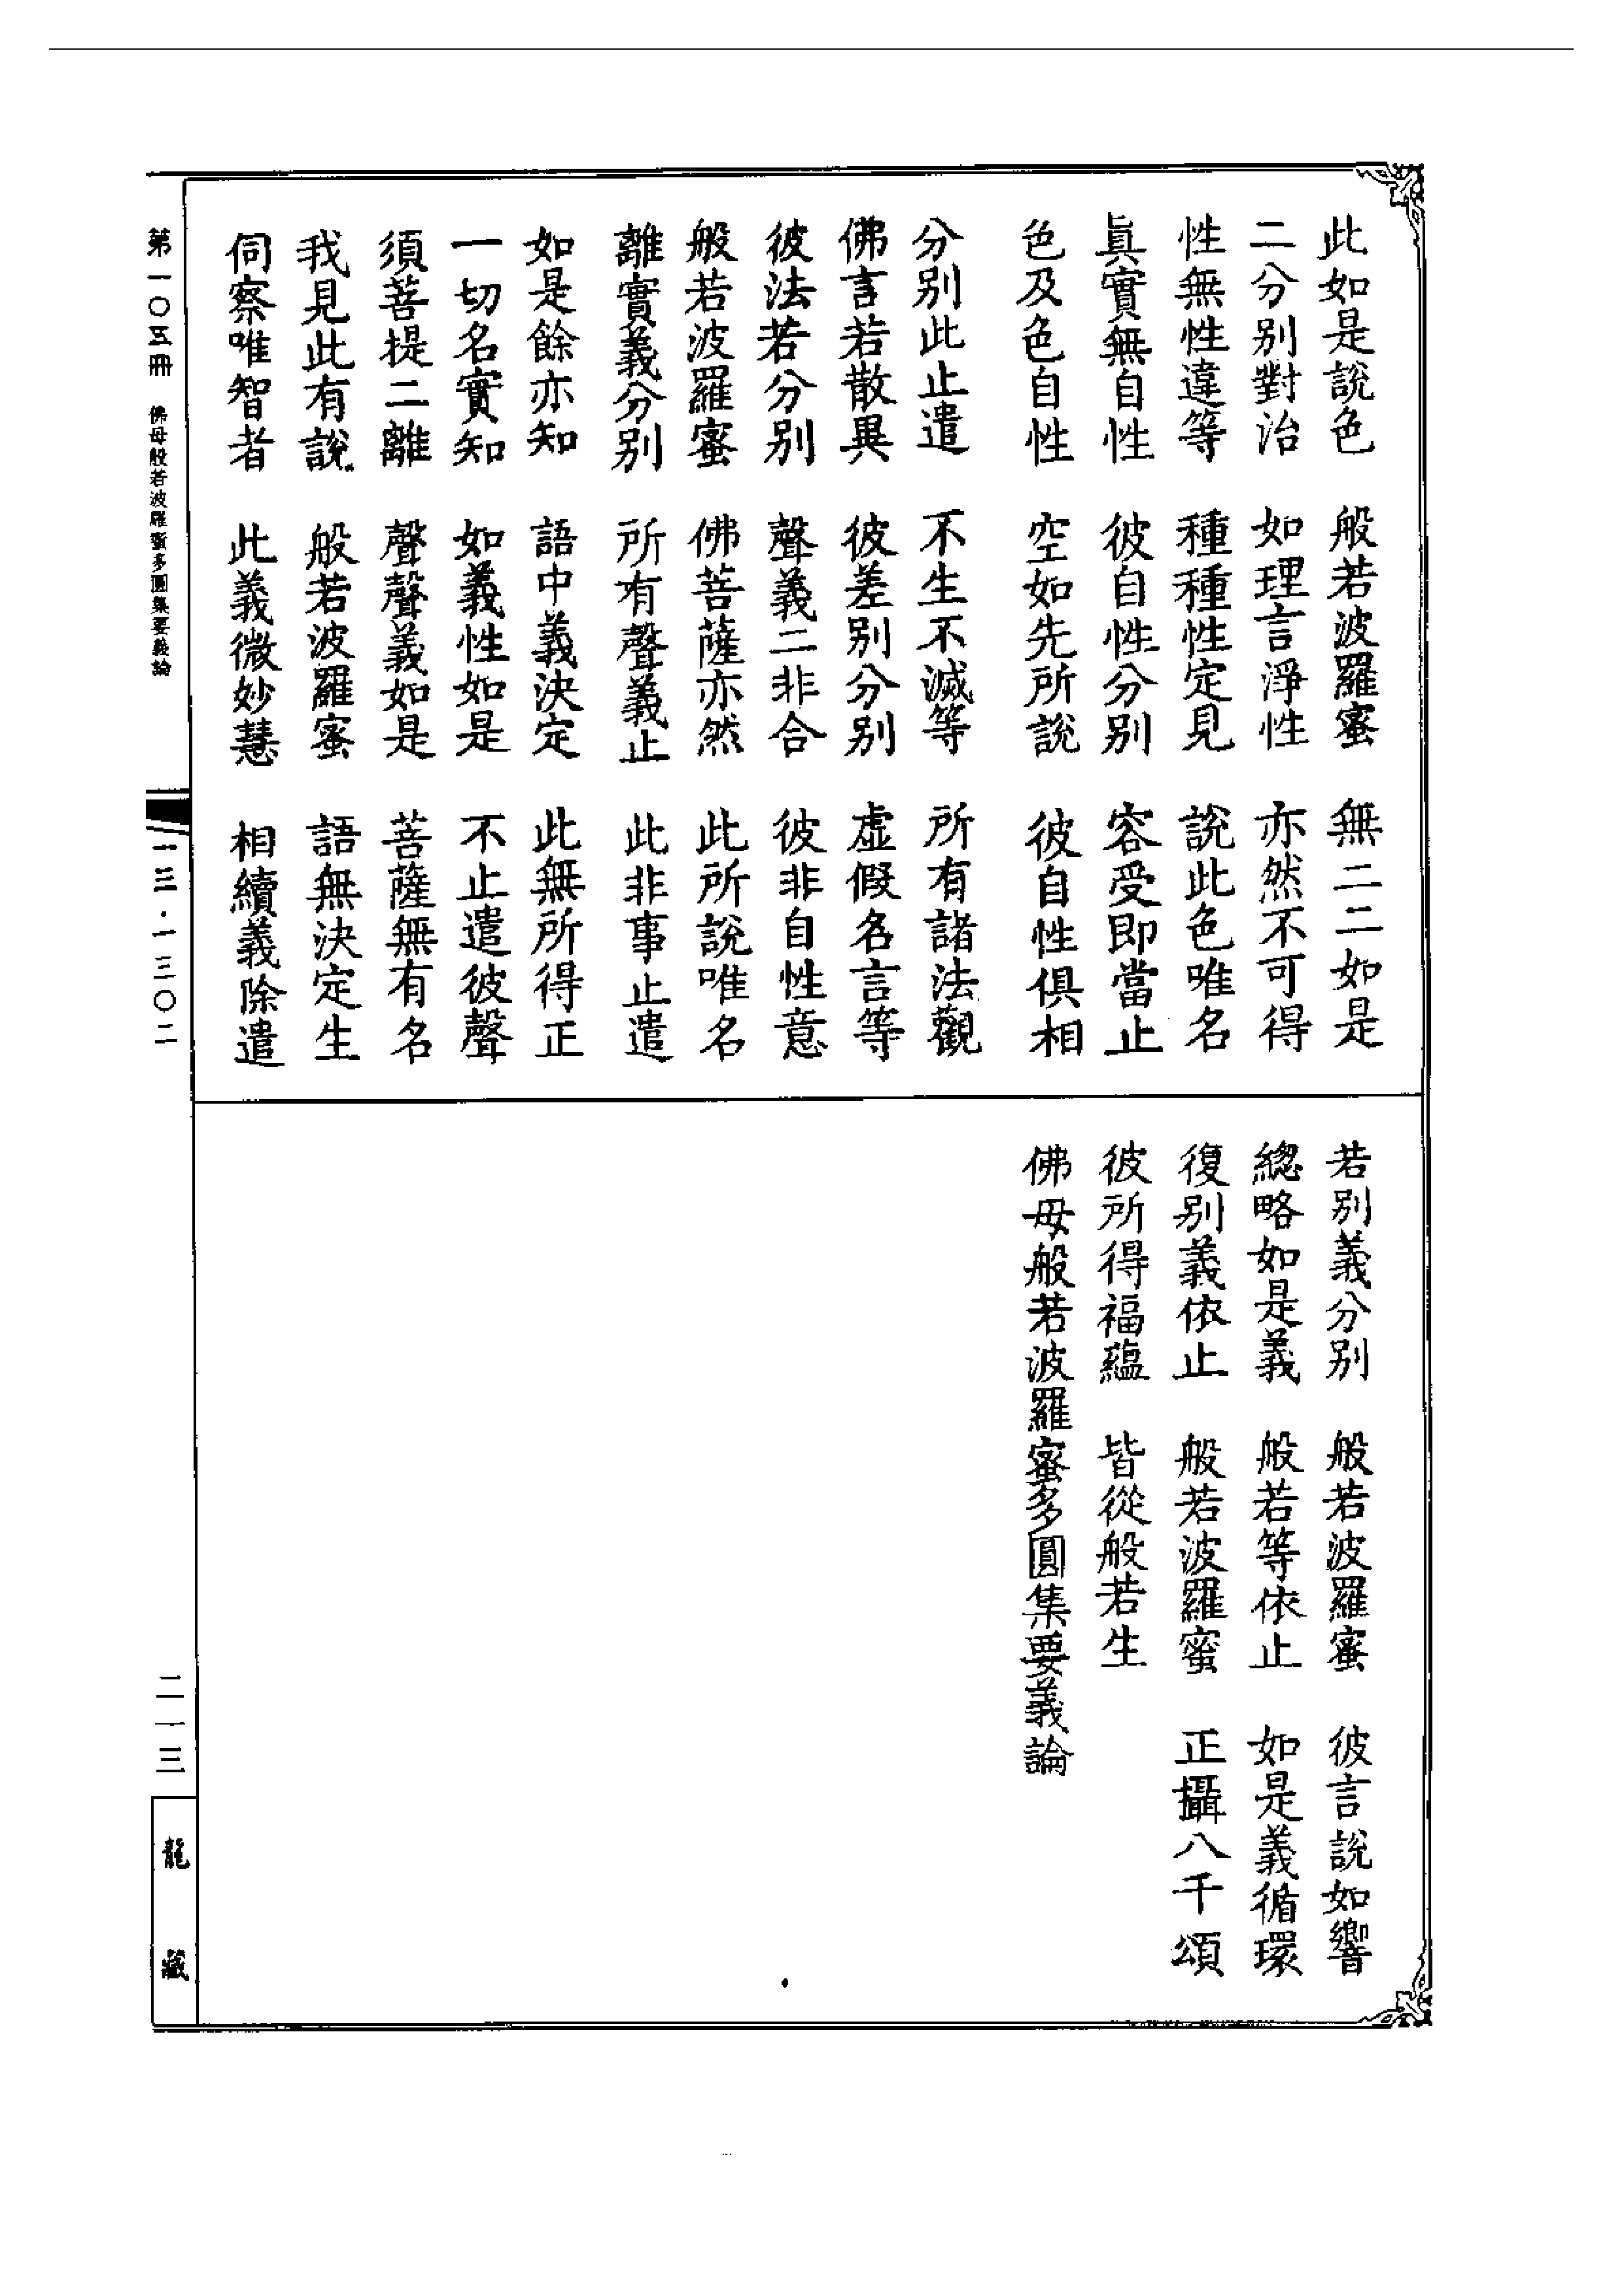 此如是說色　般若波羅蜜　無二二如是
二分別對治　如理言淨性　亦然不可得
性無性違等　種種性定見　說此色唯名
眞實無自性　彼自性分別　容受即當止
色及色自性　空如先所說　彼自性俱相
分別此止遣　不生不滅等　所有諸法觀
佛言若散異　彼差別分別　虛假名言等
彼法若分別　聲義二非合　彼非自性意
般若波羅蜜　佛菩薩亦然　此所說唯名
離實義分別　所有聲義止　此非事止遣
如是餘亦知　語中義決定　此無所得正
一切名實知　如義性如是　不止遣彼聲
須菩提二離　聲聲義如是　菩薩無有名
我見此有說　般若波羅蜜　語無決定生
伺察唯智者　此義微妙慧　相續義除遣
若別義分別　般若波羅蜜　彼言說如響
總略如是義　般若等依止　如是義循環
復別義依止　般若波羅蜜　正攝八千頌
彼所得福蘊　皆從般若生
佛母般若波羅蜜多圓集要義論
第一〇五冊　佛母般若波羅蜜多圓集要義論
一三・一三〇二
二一三
龍藏